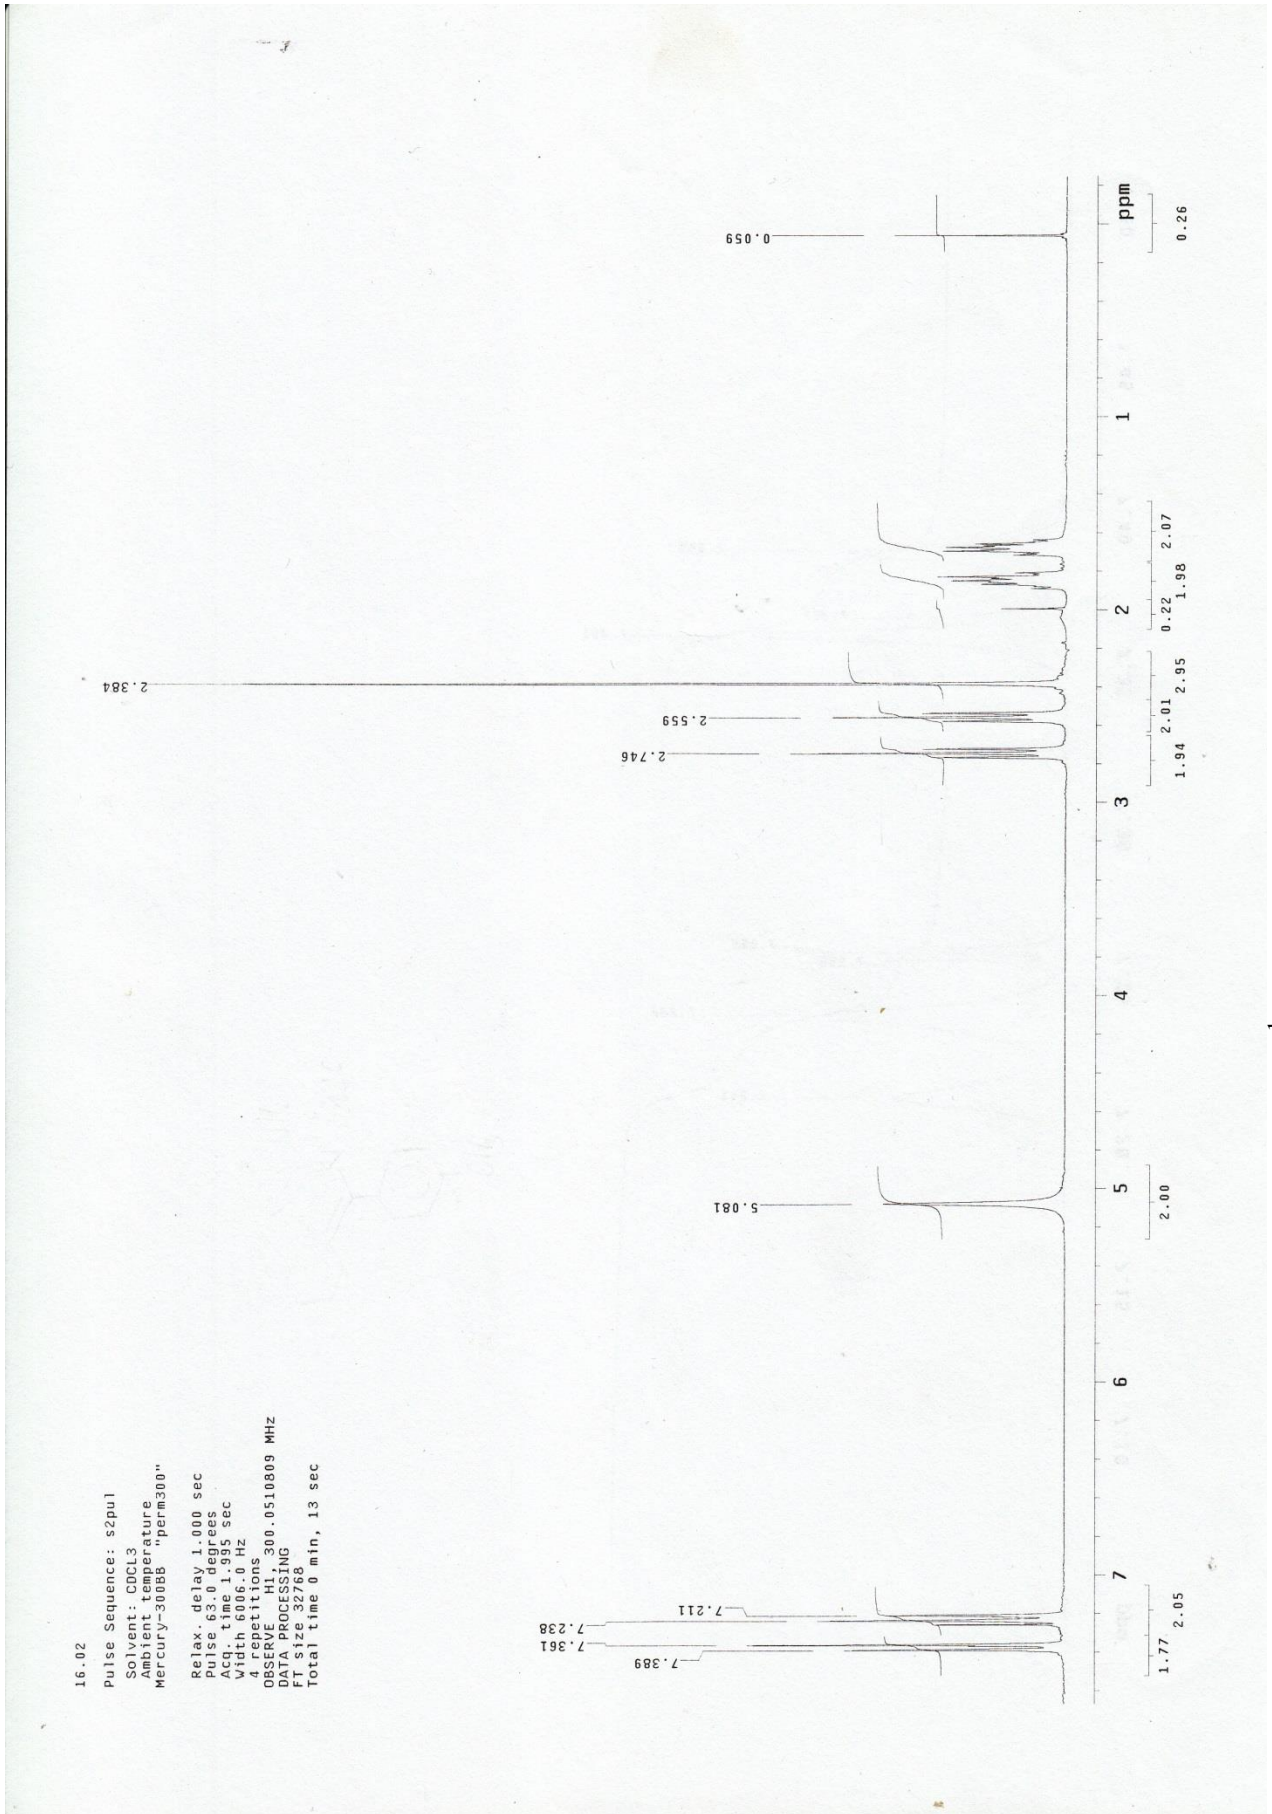 16.02
Pulse Sequence: s2pul
Solvent: CDCL3
Ambient temperature
Mercury-300BB "perm300"
Relax. delay 1.000 sec
Pulse 63.0 degrees
Acq. time 1.995 sec
Width 6006.0 Hz
4 repetitions
OBSERVE H1, 300.0510809 MHz
DATA PROCESSING
FT size 32768
Total time 0 min, 13 sec
7.389
7.361
7.238
7.211
5.081
2.746
2.559
2.384
0.059
7 6 5 4 3 2 1 ppm
1.77
2.05
2.00
1.94
2.01
2.95
0.22
1.98
2.07
0.26
1